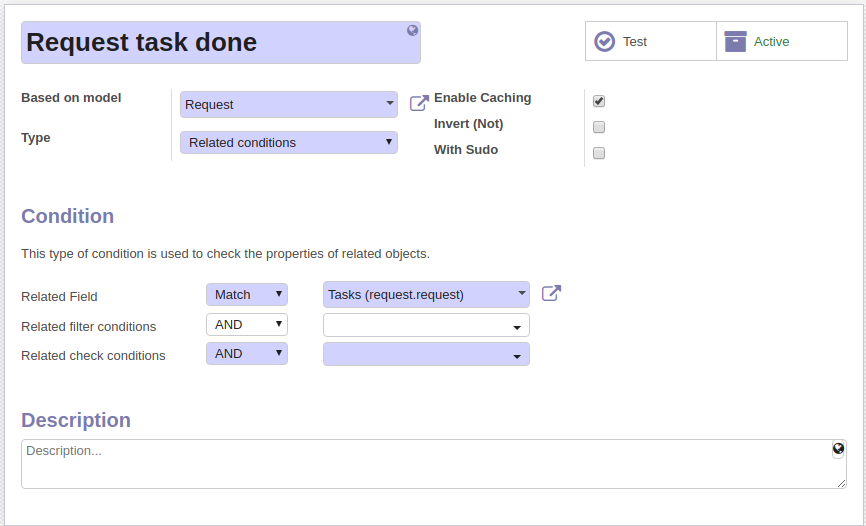 Request task done
Test
Active
Based on model
Request
Enable Caching
Invert (Not)
Type
Related conditions
With Sudo
Condition
This type of condition is used to check the properties of related objects.
Related Field
Match
Tasks (request.request)
Related filter conditions
AND
Related check conditions
AND
Description
Description...